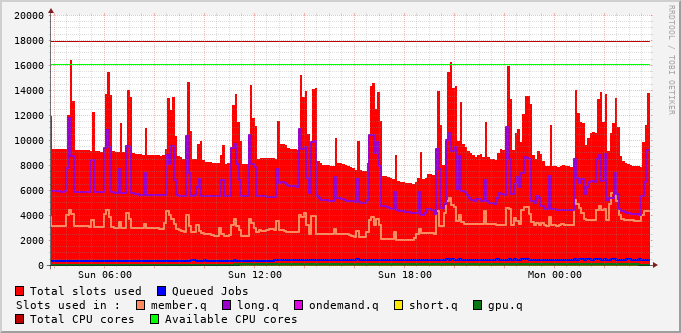 20000
18000
16000
14000
12000
10000
8000
6000
4000
2000
0
Sun 06:00 Sun 12:00 Sun 18:00 Mon 00:00
RRDTOOL / TOBI OETIKER
Total slots used Queued Jobs
Slots used in : member.q long.q ondemand.q short.q gpu.q
Total CPU cores Available CPU cores